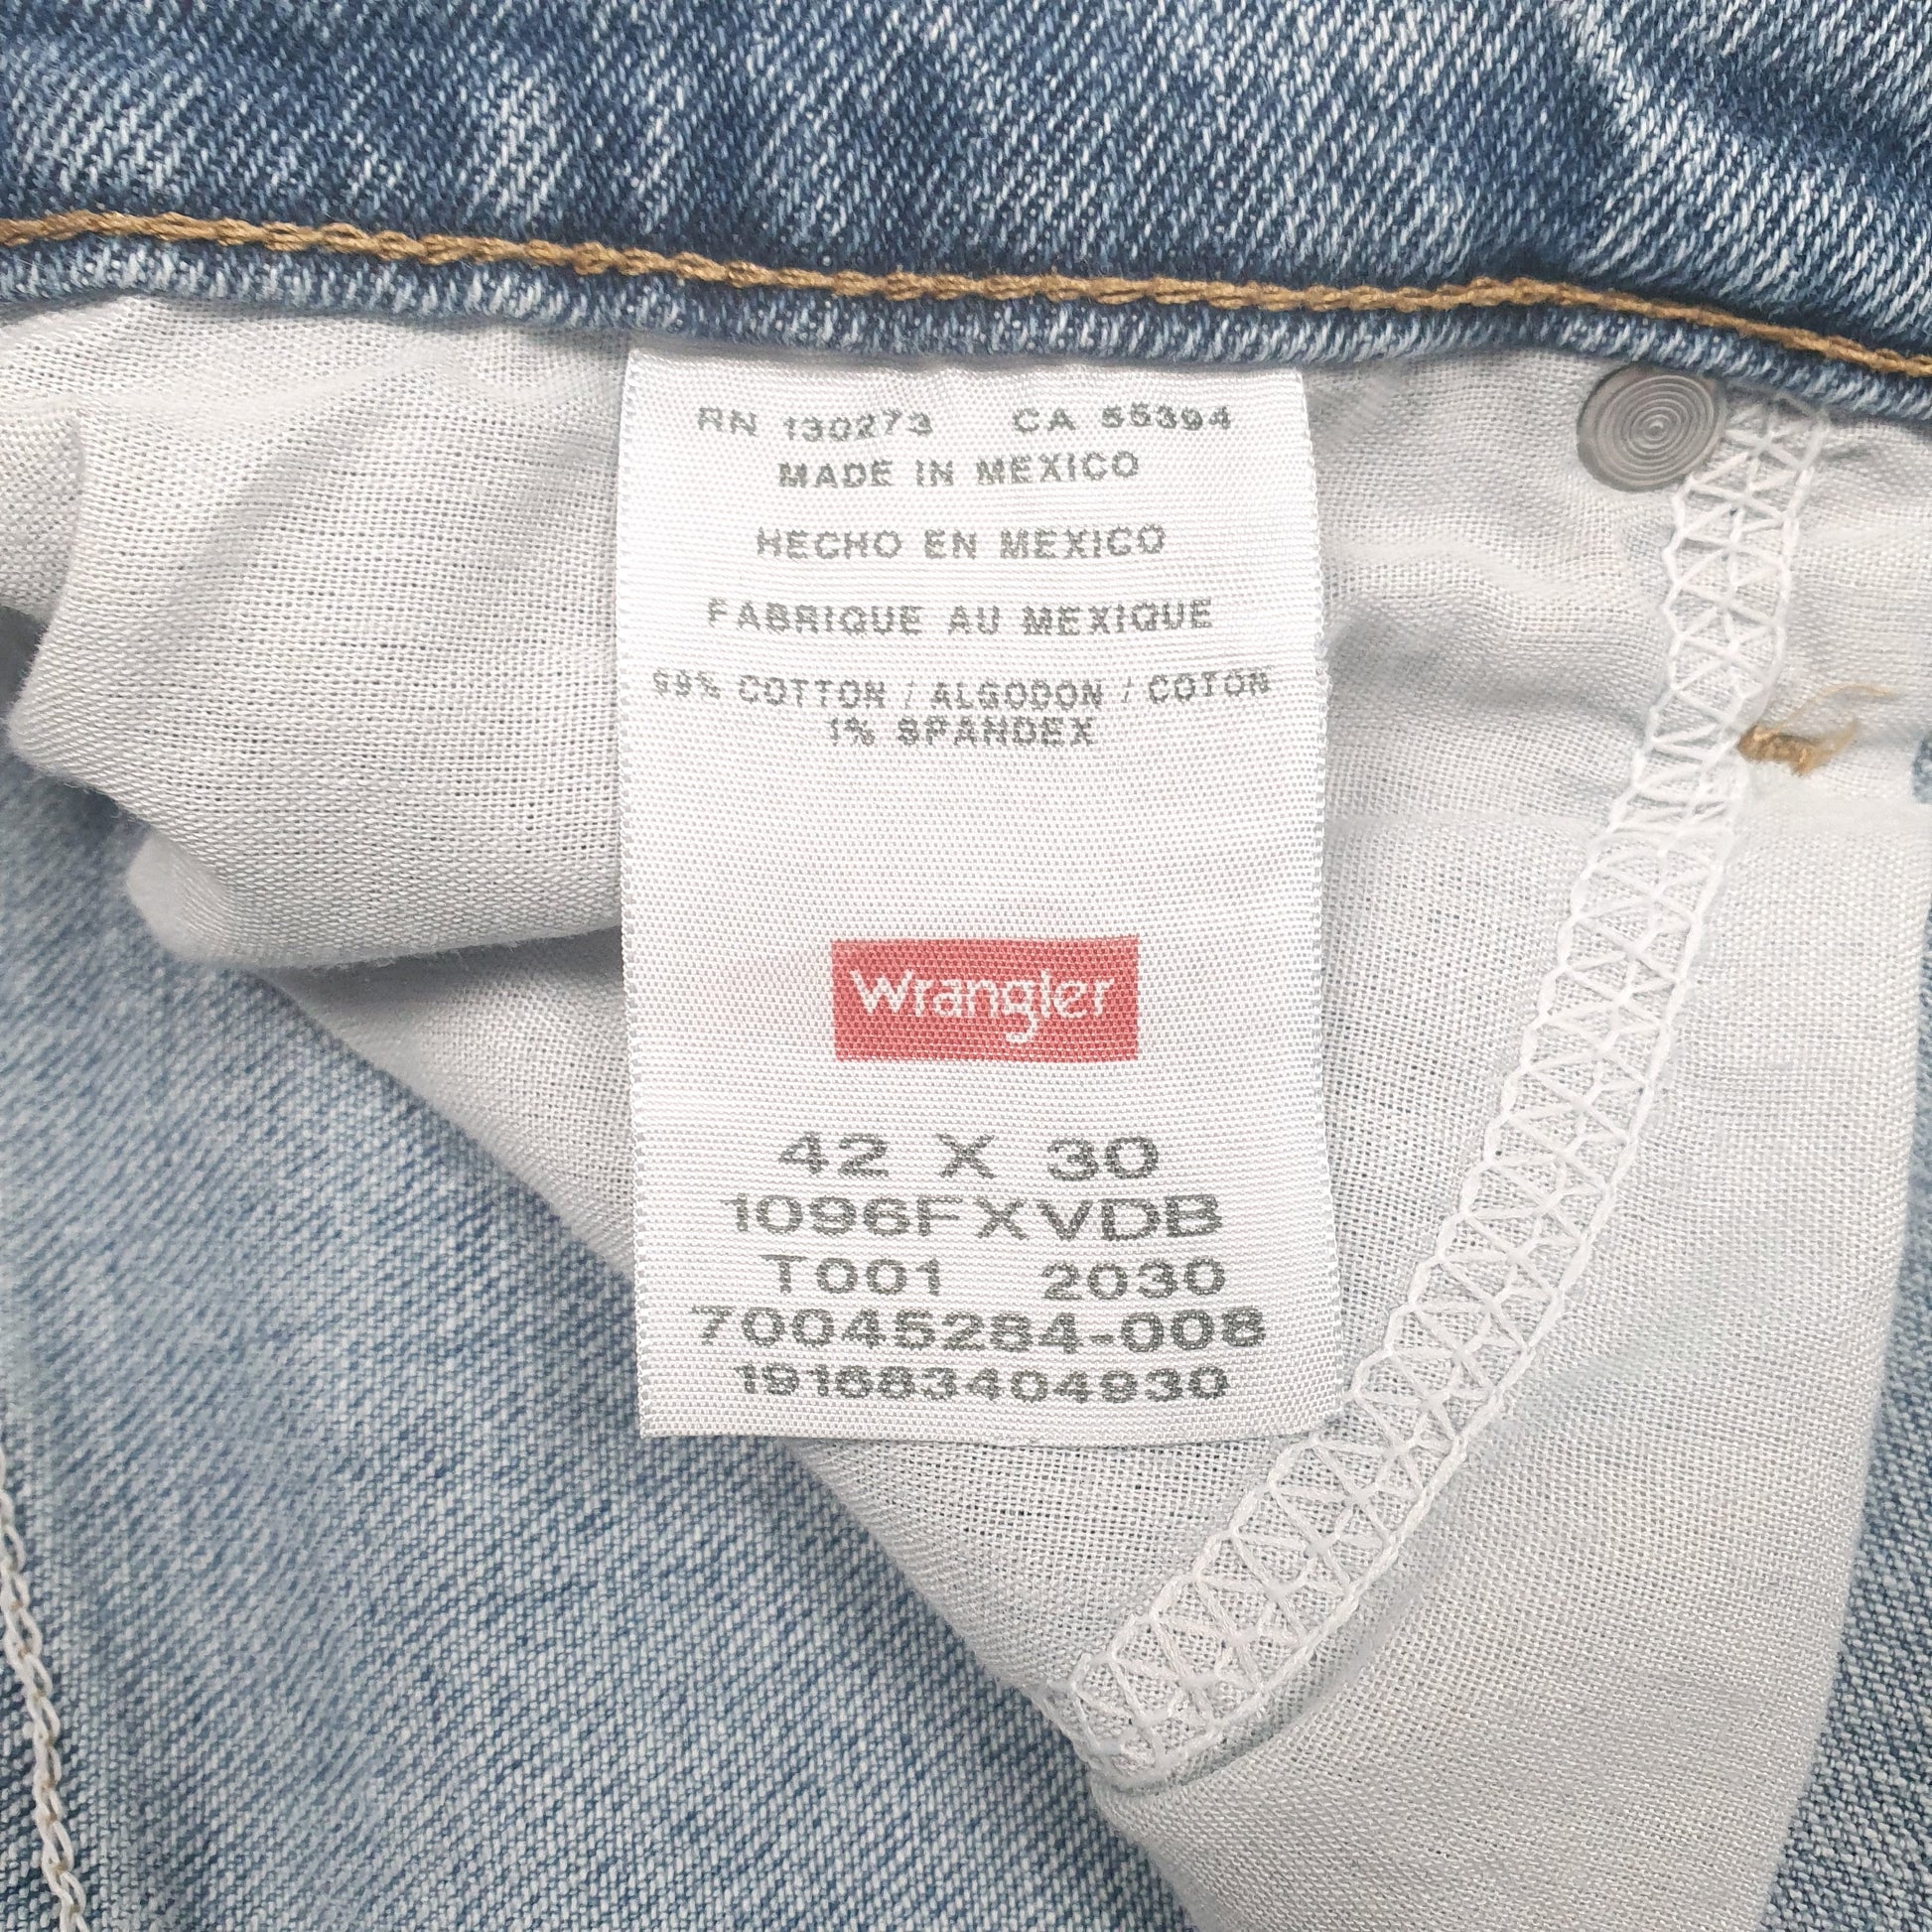 RN 130273 CA 55394
MADE IN MEXICO
HECHO EN MEXICO
FABRIQUE AU MEXIQUE
99% COTTON / ALGODON / COTON
1% SPANDEX
Wrangler
42 X 30
1096FXVDB
T001 2030
70045284-008
191683404930